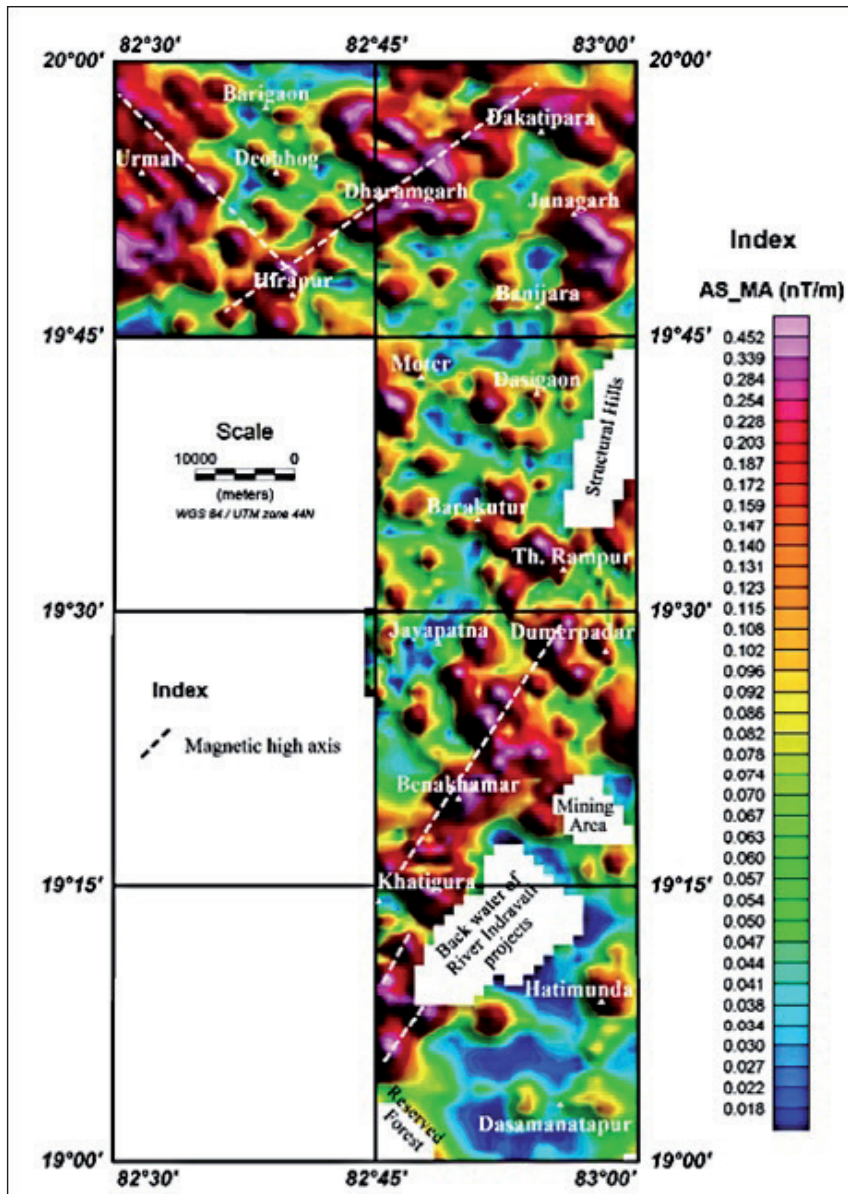 82°30′ 82°45′ 83°00′
20°00′ 20°00′
Barigaon
Dakatipara
Urmal
Deobhog
Dharamgarh
Junagarh
Hirapur
Banijara
19°45′ 19°45′
Moter
Dasigaon
Structural Hills
Scale
10000 0
(meters)
WGS 84 / UTM zone 44N
Barakutur
Th. Rampur
19°30′ 19°30′
Jayapatna
Dumerpadar
Index
Magnetic high axis
Benakhamar
Mining
Area
19°15′ 19°15′
Khatigura
Back water of
River Indravati
projects
Hatimunda
Reserved
Forest
Dasamanatapur
19°00′ 19°00′
82°30′ 82°45′ 83°00′
Index
AS_MA (nT/m)
0.452
0.339
0.284
0.254
0.228
0.203
0.187
0.172
0.159
0.147
0.140
0.131
0.123
0.115
0.108
0.102
0.096
0.092
0.086
0.082
0.078
0.074
0.070
0.067
0.063
0.060
0.057
0.054
0.050
0.047
0.044
0.041
0.038
0.034
0.030
0.027
0.022
0.018